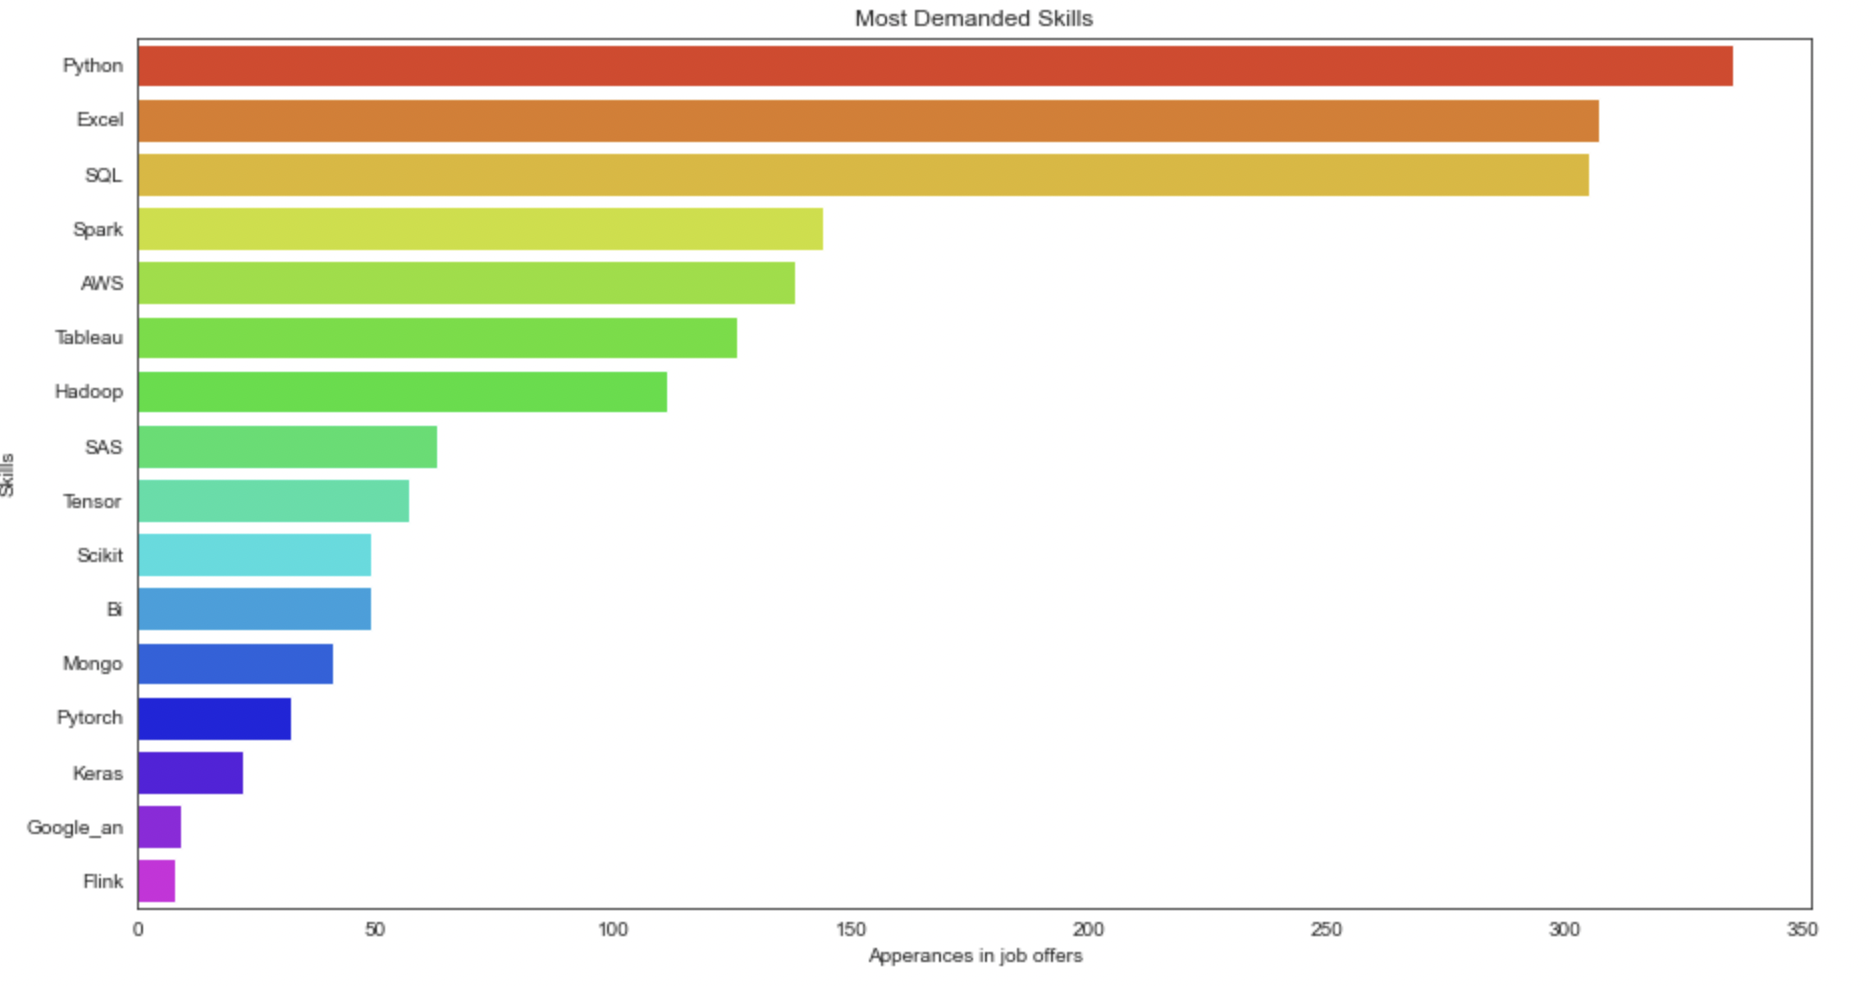 Most Demanded Skills
Python
Excel
SQL
Spark
AWS
Tableau
Hadoop
SAS
Tensor
Scikit
Bi
Mongo
Pytorch
Keras
Google_an
Flink
Skills
0 50 100 150 200 250 300 350
Apperances in job offers